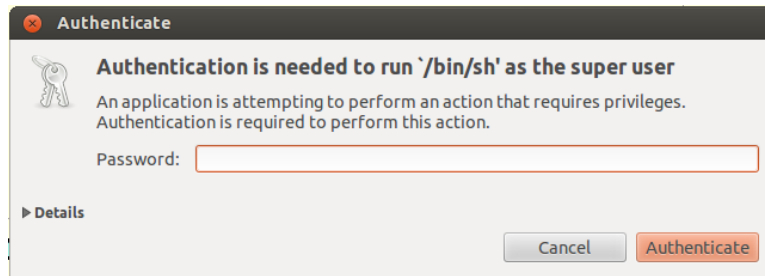 Authenticate
Authentication is needed to run `/bin/sh' as the super user
An application is attempting to perform an action that requires privileges.
Authentication is required to perform this action.
Password:
Details
Cancel
Authenticate